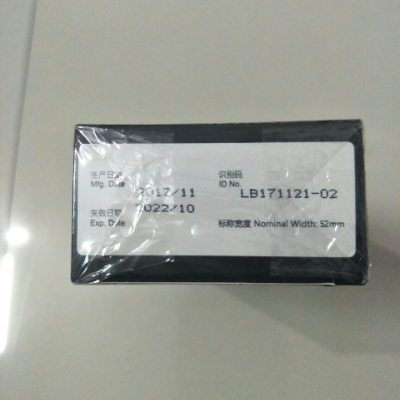 生产日期 识别码
Mfg. Date 2017/11 ID No. LB171121-02
失效日期 2022/10
Exp. Date 标称宽度 Nominal Width: 52mm